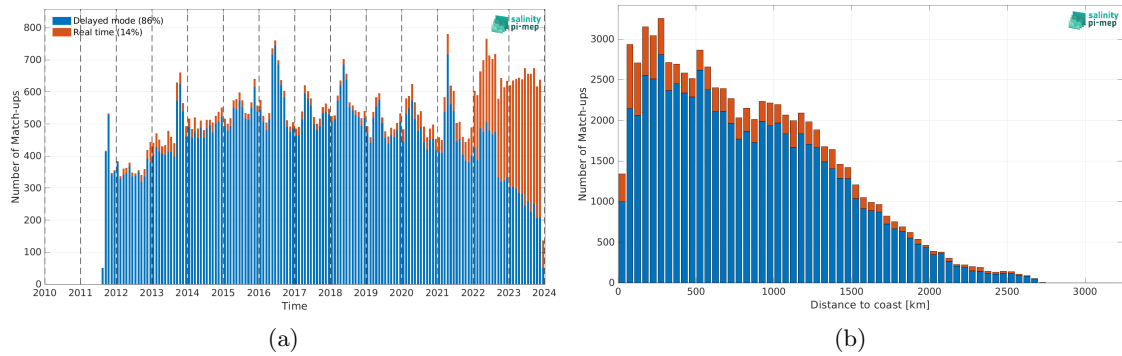 Delayed mode (86%)
Real time (14%)
salinity
pi-mep
800
700
600
500
400
300
200
100
0
Number of Match-ups
2010 2011 2012 2013 2014 2015 2016 2017 2018 2019 2020 2021 2022 2023 2024
Time
(a)
salinity
pi-mep
3000
2500
2000
1500
1000
500
0
Number of Match-ups
0 500 1000 1500 2000 2500 3000
Distance to coast [km]
(b)